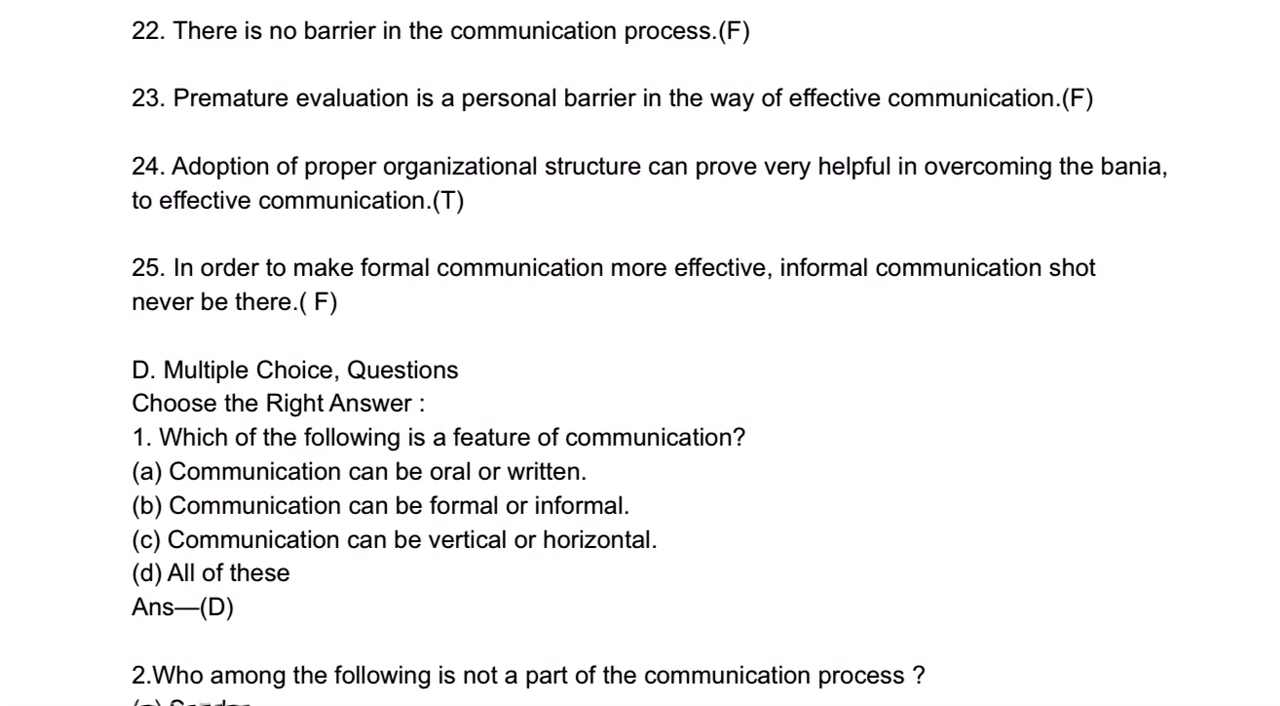 22. There is no barrier in the communication process.(F)
23. Premature evaluation is a personal barrier in the way of effective communication.(F)
24. Adoption of proper organizational structure can prove very helpful in overcoming the bania,
to effective communication.(T)
25. In order to make formal communication more effective, informal communication shot
never be there.( F)
D. Multiple Choice, Questions
Choose the Right Answer :
1. Which of the following is a feature of communication?
(a) Communication can be oral or written.
(b) Communication can be formal or informal.
(c) Communication can be vertical or horizontal.
(d) All of these
Ans—(D)
2.Who among the following is not a part of the communication process ?